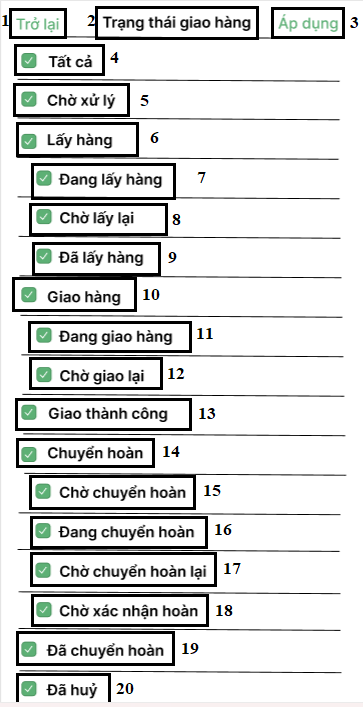 1 Trở lại 2 Trạng thái giao hàng Áp dụng 3
Tất cả 4
Chờ xử lý 5
Lấy hàng 6
Đang lấy hàng 7
Chờ lấy lại 8
Đã lấy hàng 9
Giao hàng 10
Đang giao hàng 11
Chờ giao lại 12
Giao thành công 13
Chuyển hoàn 14
Chờ chuyển hoàn 15
Đang chuyển hoàn 16
Chờ chuyển hoàn lại 17
Chờ xác nhận hoàn 18
Đã chuyển hoàn 19
Đã huỷ 20